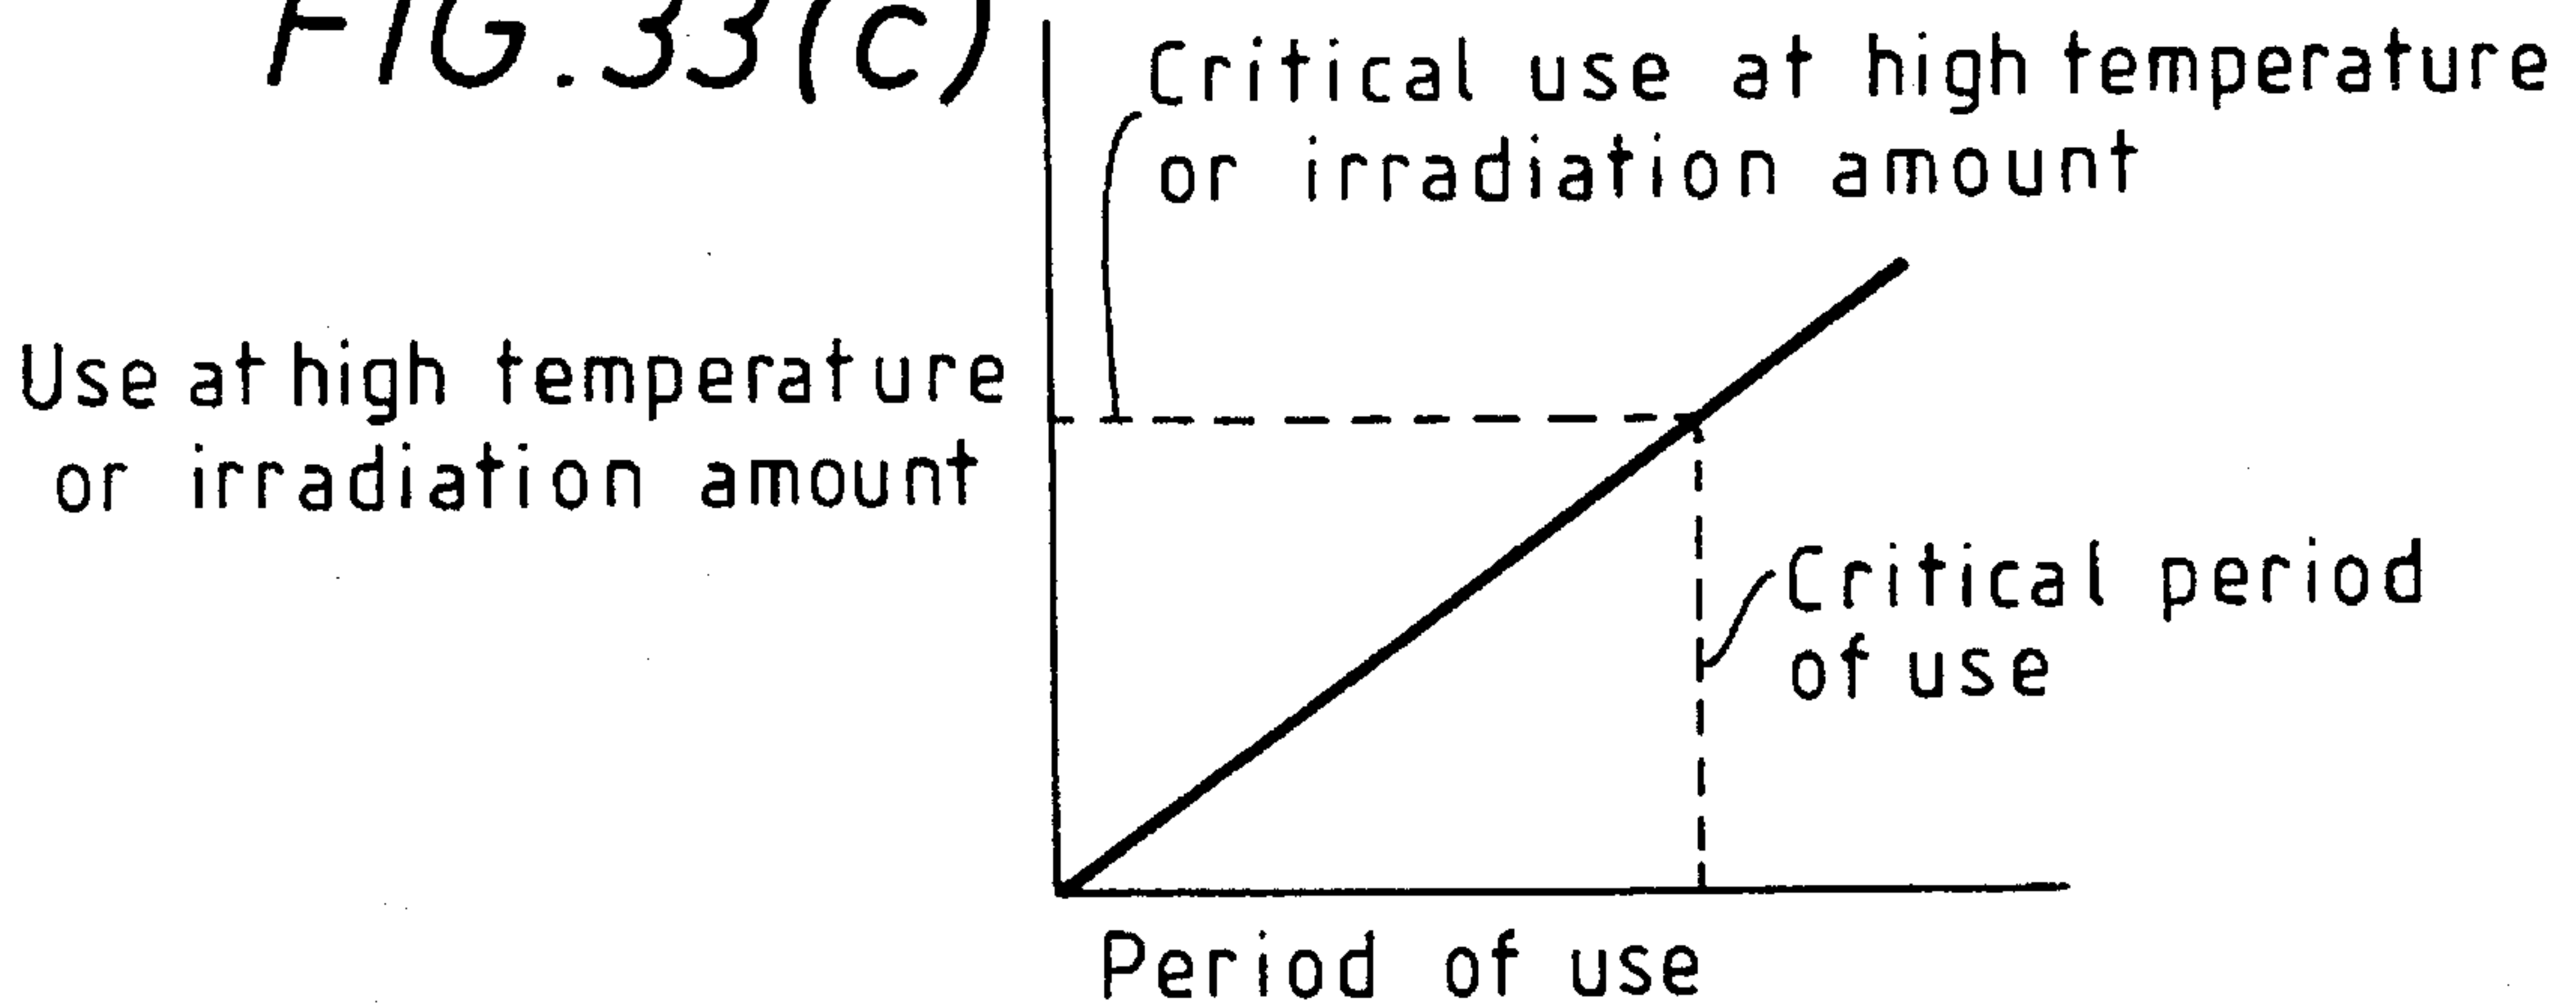 FIG.33(c)
Critical use at high temperature
or irradiation amount
Use at high temperature
or irradiation amount
Critical period
of use
Period of use